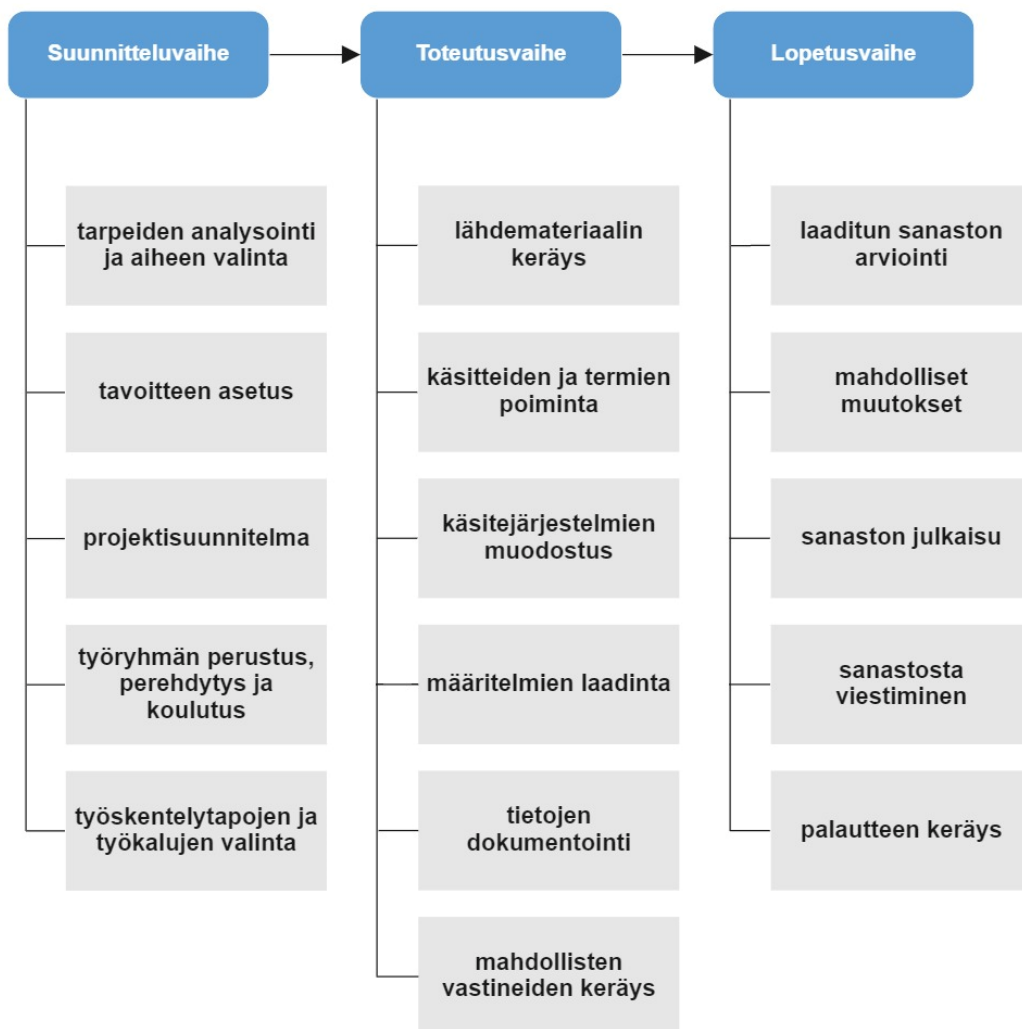 Suunnitteluvaihe
Toteutusvaihe
Lopetusvaihe
tarpeiden analysointi
ja aiheen valinta
tavoitteen asetus
projektisuunnitelma
työryhmän perustus,
perehdytys ja
koulutus
työskentelytapojen ja
työkalujen valinta
lähdemateriaalin
keräys
käsitteiden ja termien
poiminta
käsitejärjestelmien
muodostus
määritelmien laadinta
tietojen
dokumentointi
mahdollisten
vastineiden keräys
laaditun sanaston
arviointi
mahdolliset
muutokset
sanaston julkaisu
sanastosta
viestiminen
palautteen keräys